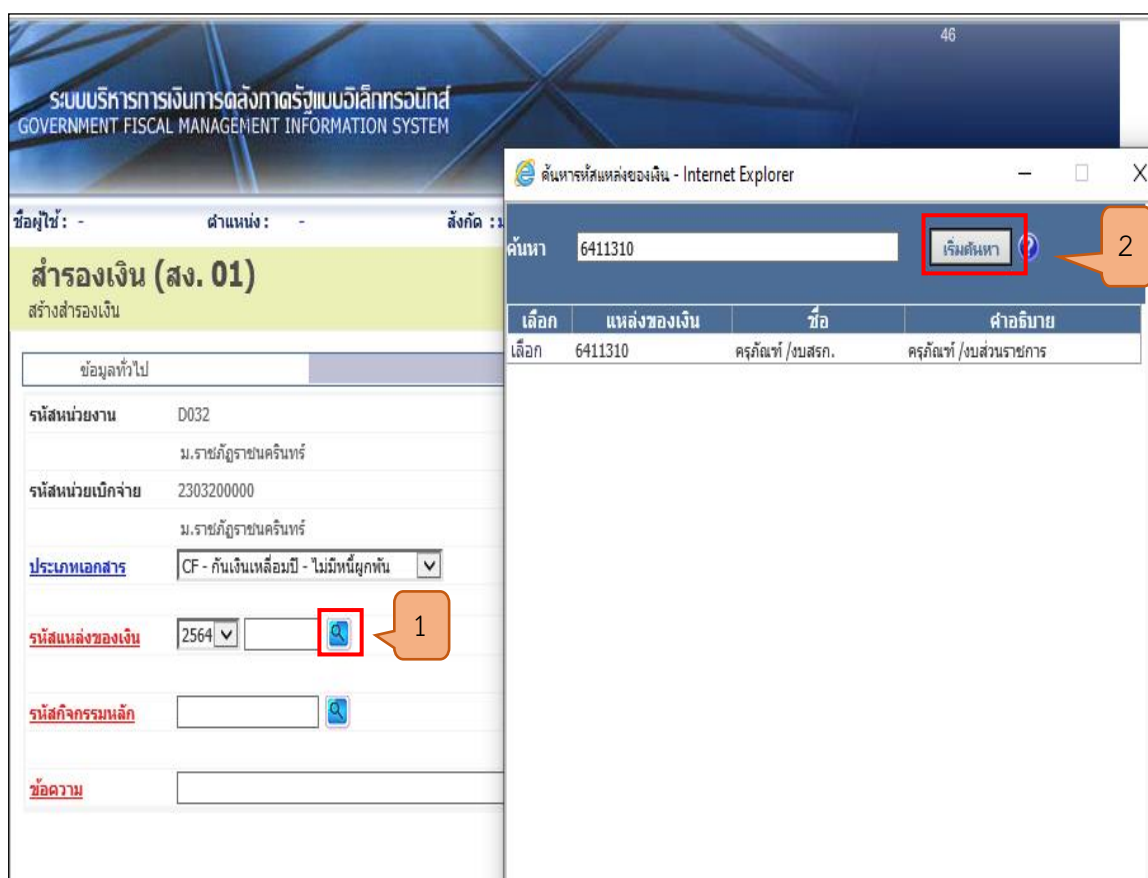 46
ระบบบริหารการเงินการคลังภาครัฐแบบอิเล็กทรอนิกส์
GOVERNMENT FISCAL MANAGEMENT INFORMATION SYSTEM
ชื่อผู้ใช้ : - ตำแหน่ง : - สังกัด : ม
สำรองเงิน (สง. 01)
สร้างสำรองเงิน
ข้อมูลทั่วไป
รหัสหน่วยงาน D032
ม.ราชภัฏราชนครินทร์
รหัสหน่วยเบิกจ่าย 2303200000
ม.ราชภัฏราชนครินทร์
ประเภทเอกสาร CF - กันเงินเหลื่อมปี - ไม่มีหนี้ผูกพัน
รหัสแหล่งของเงิน 2564
1
รหัสกิจกรรมหลัก
ข้อความ
ค้นหารหัสแหล่งของเงิน - Internet Explorer
ค้นหา 6411310 เริ่มค้นหา ?
2
เลือก แหล่งของเงิน ชื่อ คำอธิบาย
เลือก 6411310 ครุภัณฑ์ /งบสรก. ครุภัณฑ์ /งบส่วนราชการ